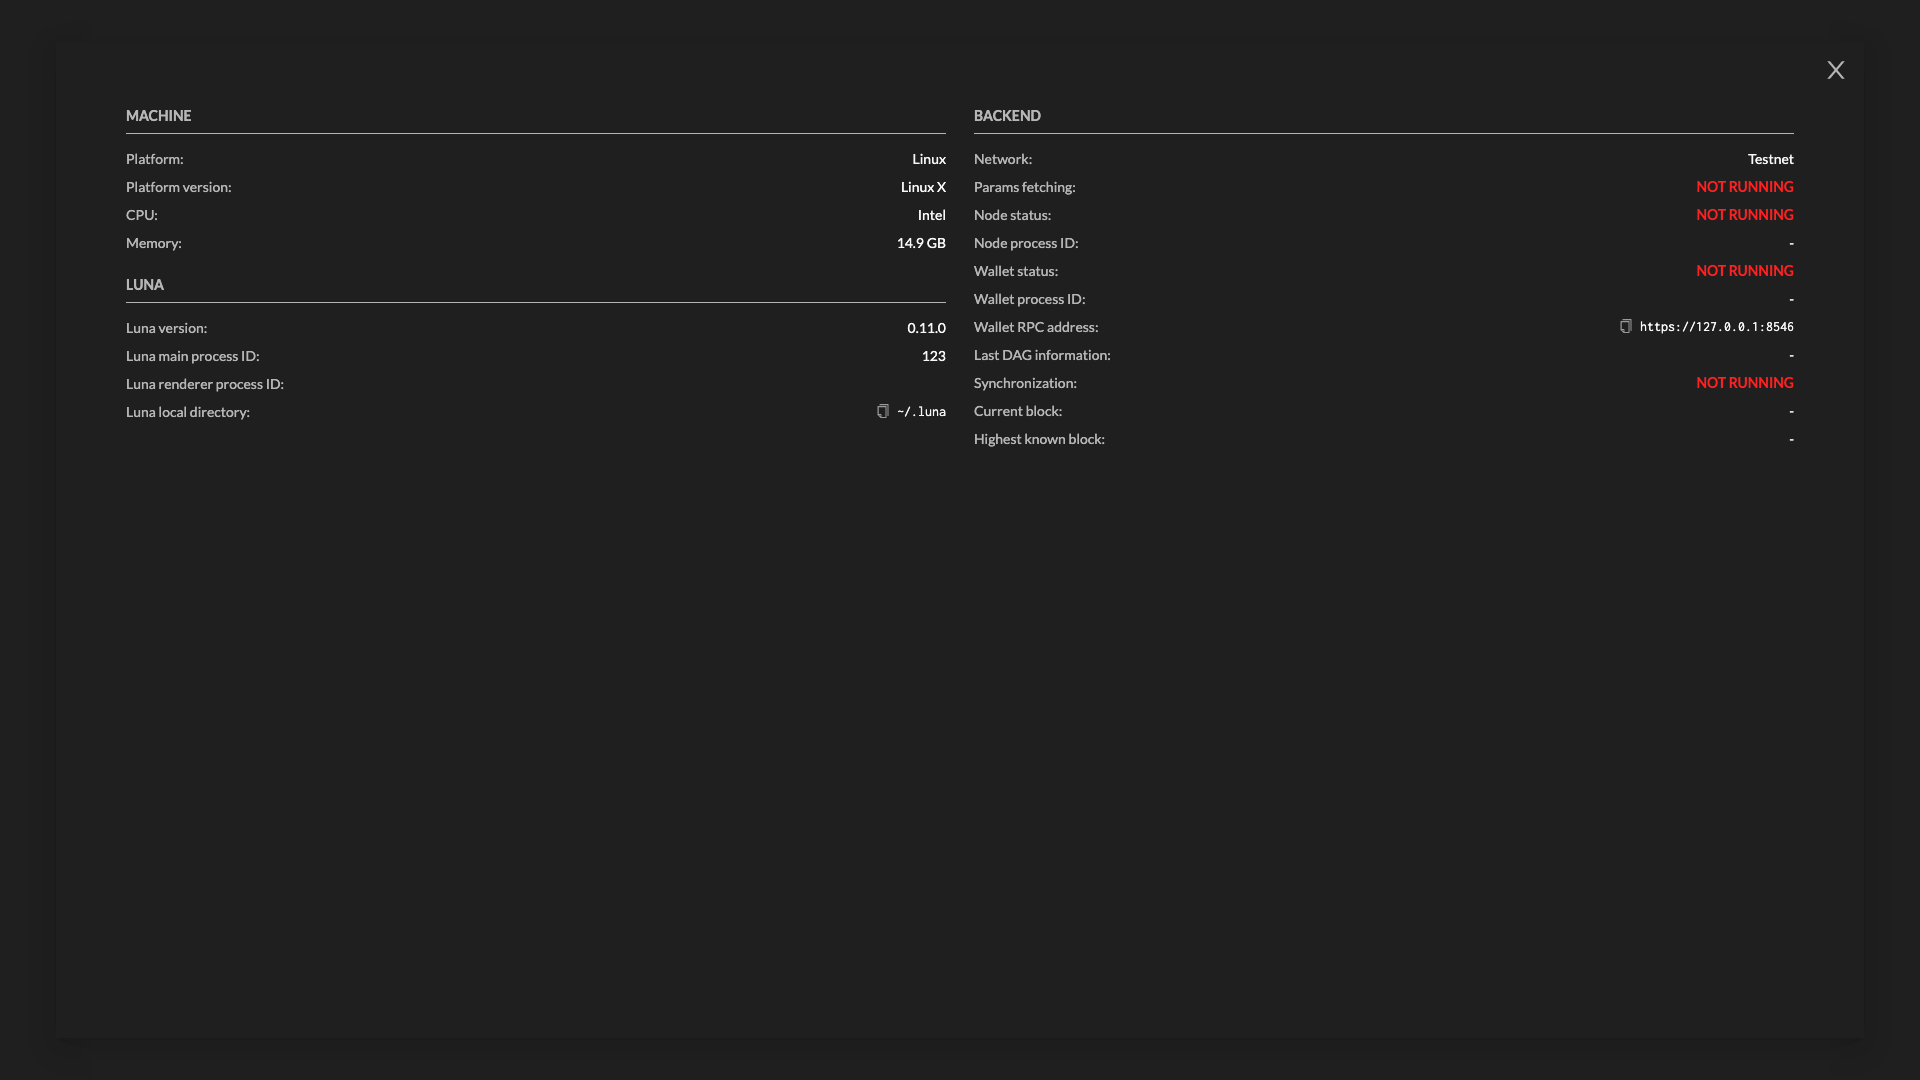 X
MACHINE
Platform: Linux
Platform version: Linux X
CPU: Intel
Memory: 14.9 GB
LUNA
Luna version: 0.11.0
Luna main process ID: 123
Luna renderer process ID:
Luna local directory: ~/.luna
BACKEND
Network: Testnet
Params fetching: NOT RUNNING
Node status: NOT RUNNING
Node process ID: -
Wallet status: NOT RUNNING
Wallet process ID: -
Wallet RPC address: https://127.0.0.1:8546
Last DAG information: -
Synchronization: NOT RUNNING
Current block: -
Highest known block: -